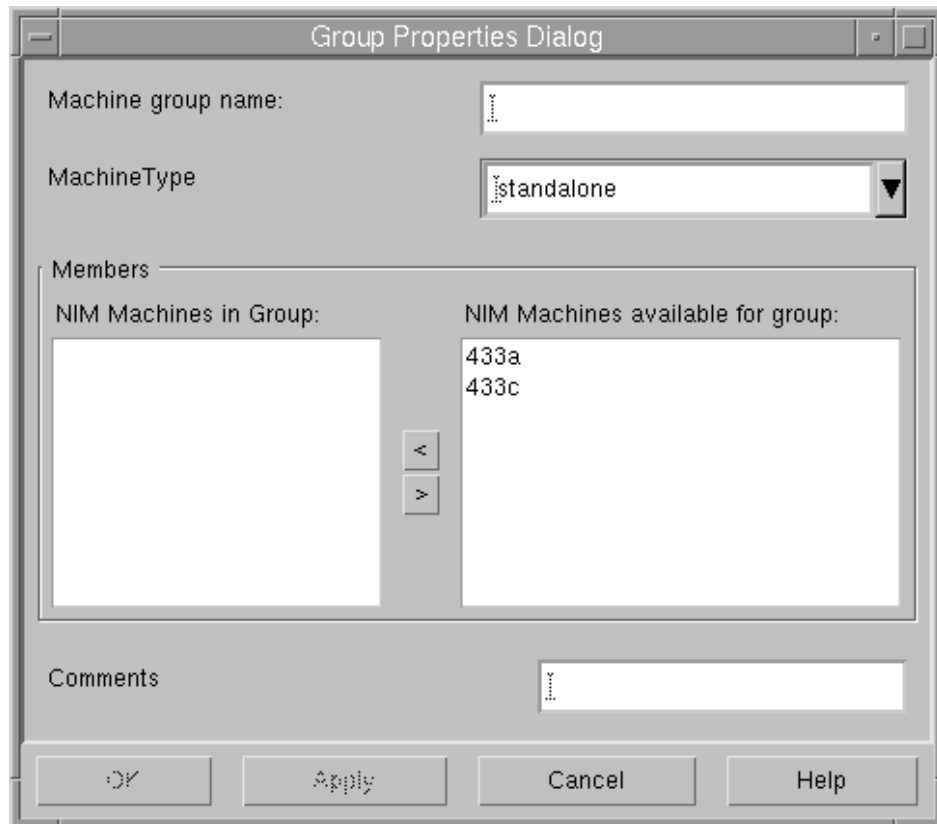 Group Properties Dialog
Machine group name:
MachineType
standalone
Members
NIM Machines in Group:
NIM Machines available for group:
433a
433c
<
>
Comments
OK
Apply
Cancel
Help